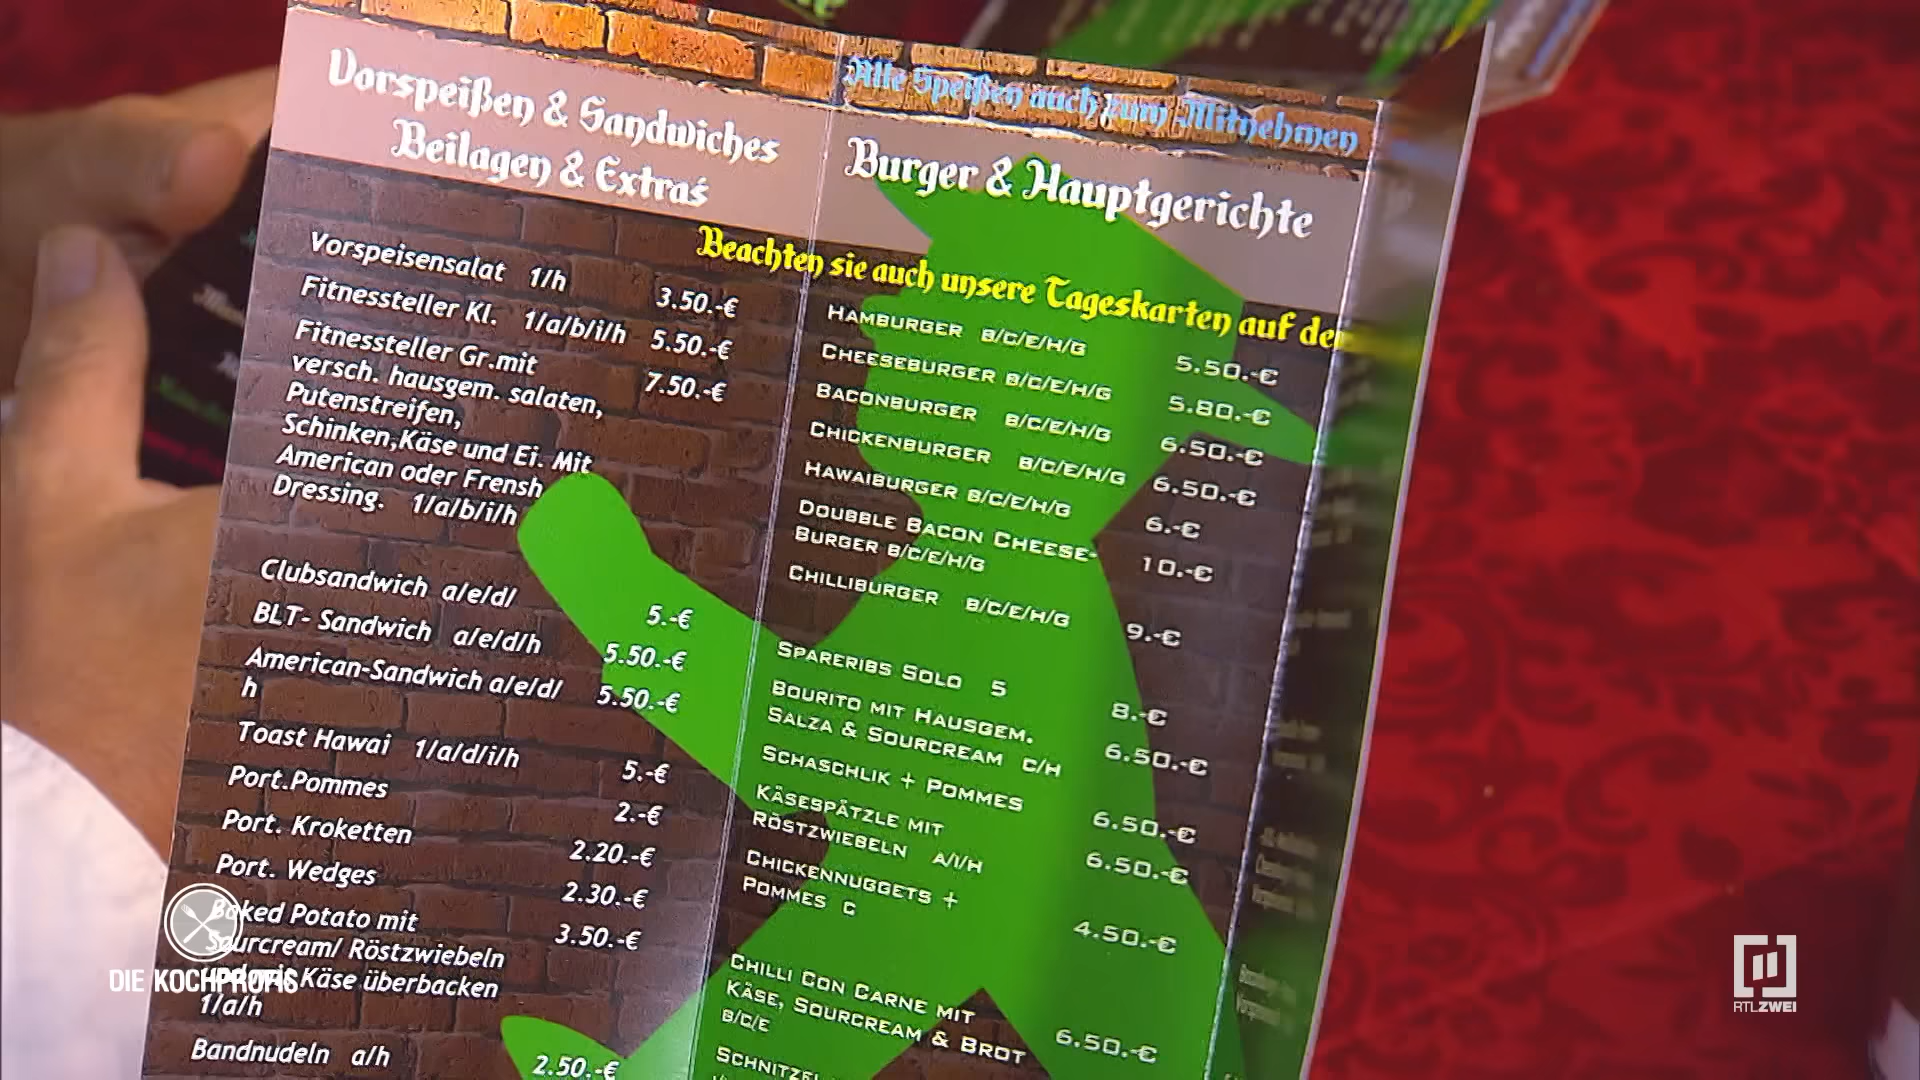 Alle Speißen auch zum Mitnehmen
Vorspeißen & Sandwiches
Beilagen & Extras
Vorspeisensalat 1/h 3.50.-€
Fitnessteller Kl. 1/a/b/i/h 5.50.-€
Fitnessteller Gr.mit 7.50.-€
versch. hausgem. salaten,
Putenstreifen,
Schinken,Käse und Ei. Mit
American oder Frensh
Dressing. 1/a/b/i/h
Clubsandwich a/e/d/ 5.-€
BLT- Sandwich a/e/d/h 5.50.-€
American-Sandwich a/e/d/ 5.50.-€
h
Toast Hawai 1/a/d/i/h 5.-€
Port.Pommes 2.-€
Port. Kroketten 2.20.-€
Port. Wedges 2.30.-€
Baked Potato mit 3.50.-€
Sourcream/ Röstzwiebeln
Käse überbacken
1/a/h
Bandnudeln a/h 2.50.-€
Burger & Hauptgerichte
Beachten sie auch unsere Tageskarten auf den
Hamburger B/C/E/H/G 5.50.-€
Cheeseburger B/C/E/H/G 5.80.-€
Baconburger B/C/E/H/G 6.50.-€
Chickenburger B/C/E/H/G 6.50.-€
Hawaiburger B/C/E/H/G 6.-€
Doubble Bacon Cheese-
Burger B/C/E/H/G 10.-€
Chilliburger B/C/E/H/G 9.-€
Spareribs Solo 5 8.-€
Bourito mit Hausgem. 6.50.-€
Salza & Sourcream C/H
Schaschlik + Pommes 6.50.-€
Käsespätzle mit 6.50.-€
Röstzwiebeln A/I/H
Chickennuggets + 4.50.-€
Pommes C
Chilli Con Carne mit 6.50.-€
Käse, Sourcream & Brot
B/C/E
Schnitzel
DIE KOCHPROFIS
RTLZWEI